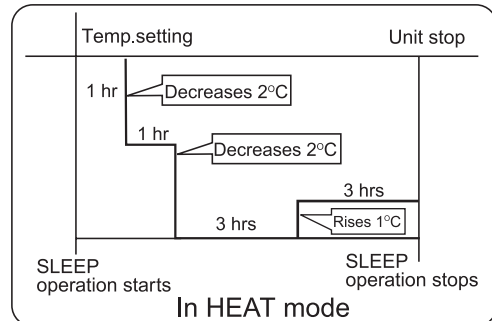 Temp.setting
Unit stop
1 hr
Decreases 2°C
1 hr
Decreases 2°C
3 hrs
3 hrs
Rises 1°C
SLEEP
operation starts
SLEEP
operation stops
In HEAT mode